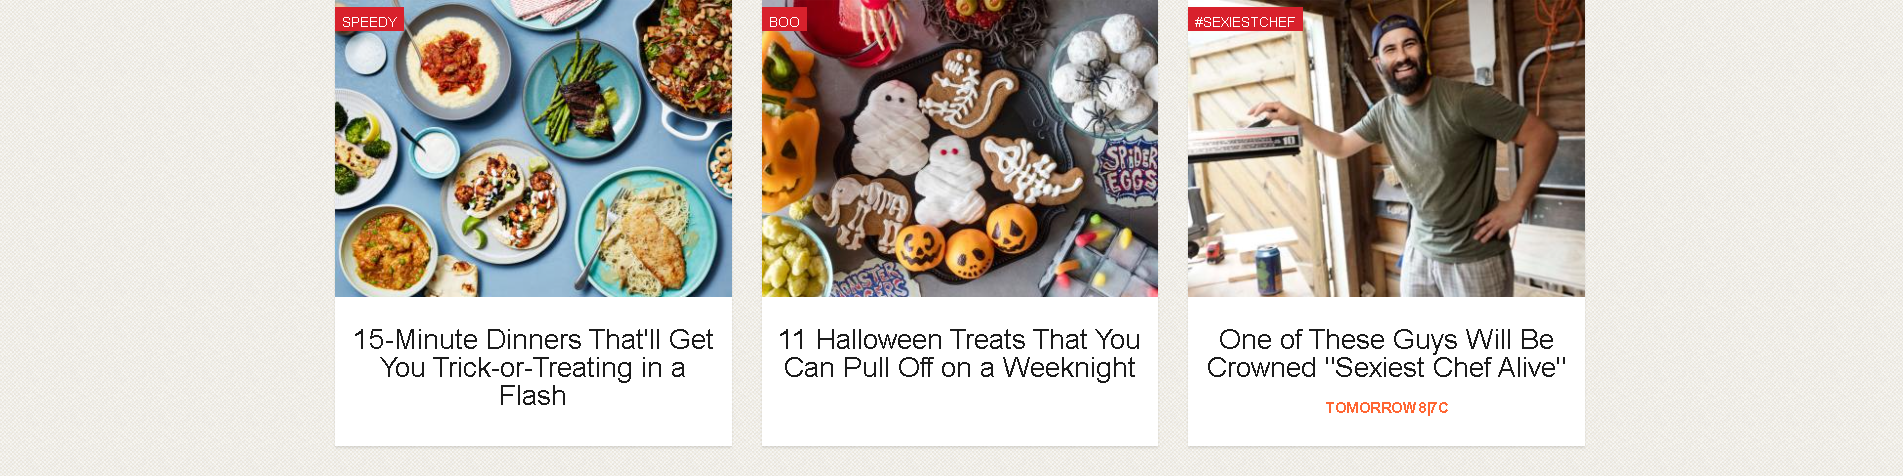 SPEEDY
15-Minute Dinners That'll Get
You Trick-or-Treating in a
Flash
BOO
SPIDER
EGGS
MONSTER
11 Halloween Treats That You
Can Pull Off on a Weeknight
#SEXIESTCHEF
10
One of These Guys Will Be
Crowned "Sexiest Chef Alive"
TOMORROW 8|7C